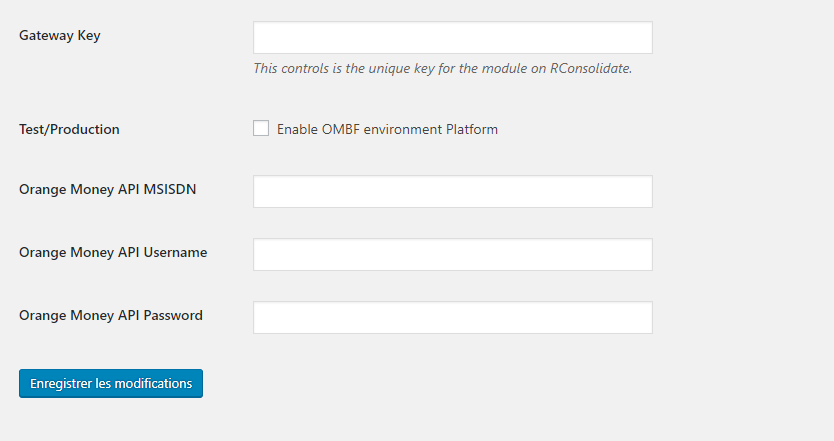 Gateway Key
This controls is the unique key for the module on RConsolidate.
Test/Production
Enable OMBF environment Platform
Orange Money API MSISDN
Orange Money API Username
Orange Money API Password
Enregistrer les modifications